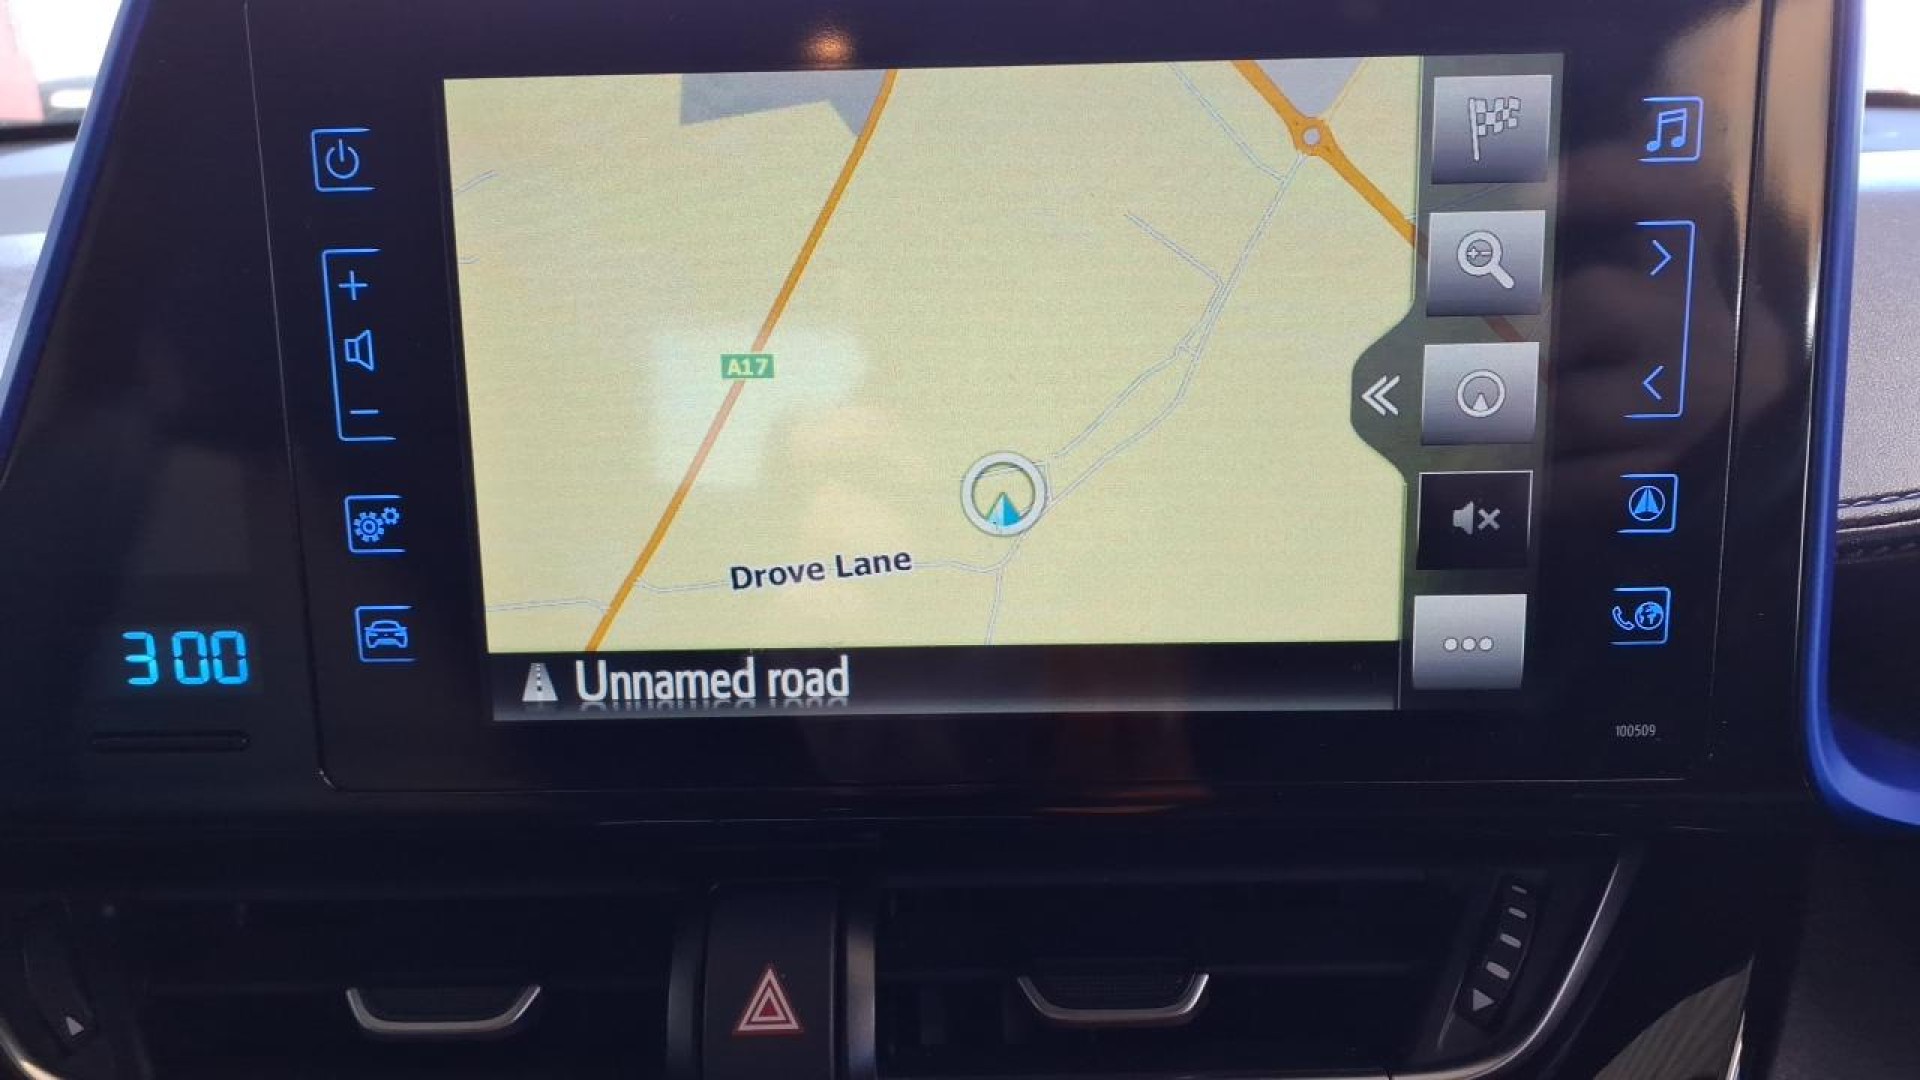 A17
Drove Lane
3 00
Unnamed road
100509